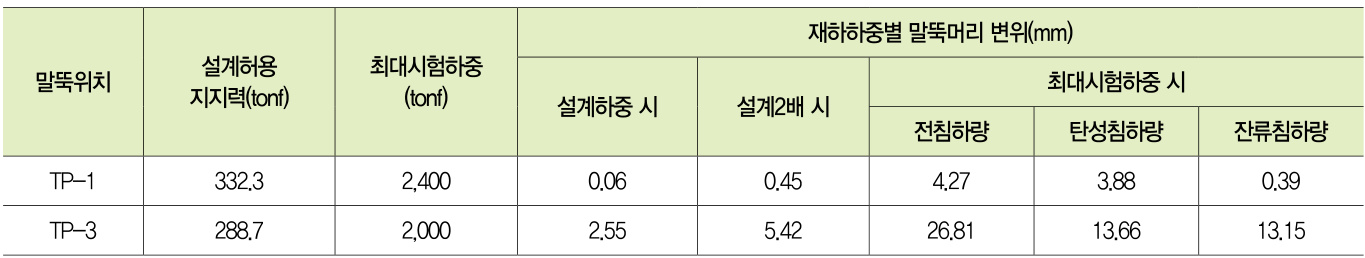 말뚝위치 설계허용 지지력(tonf) 최대시험하중 (tonf) 재하하중별 말뚝머리 변위(mm)
설계하중 시 설계2배 시 최대시험하중 시
전침하량 탄성침하량 잔류침하량
TP-1 332.3 2,400 0.06 0.45 4.27 3.88 0.39
TP-3 288.7 2,000 2.55 5.42 26.81 13.66 13.15